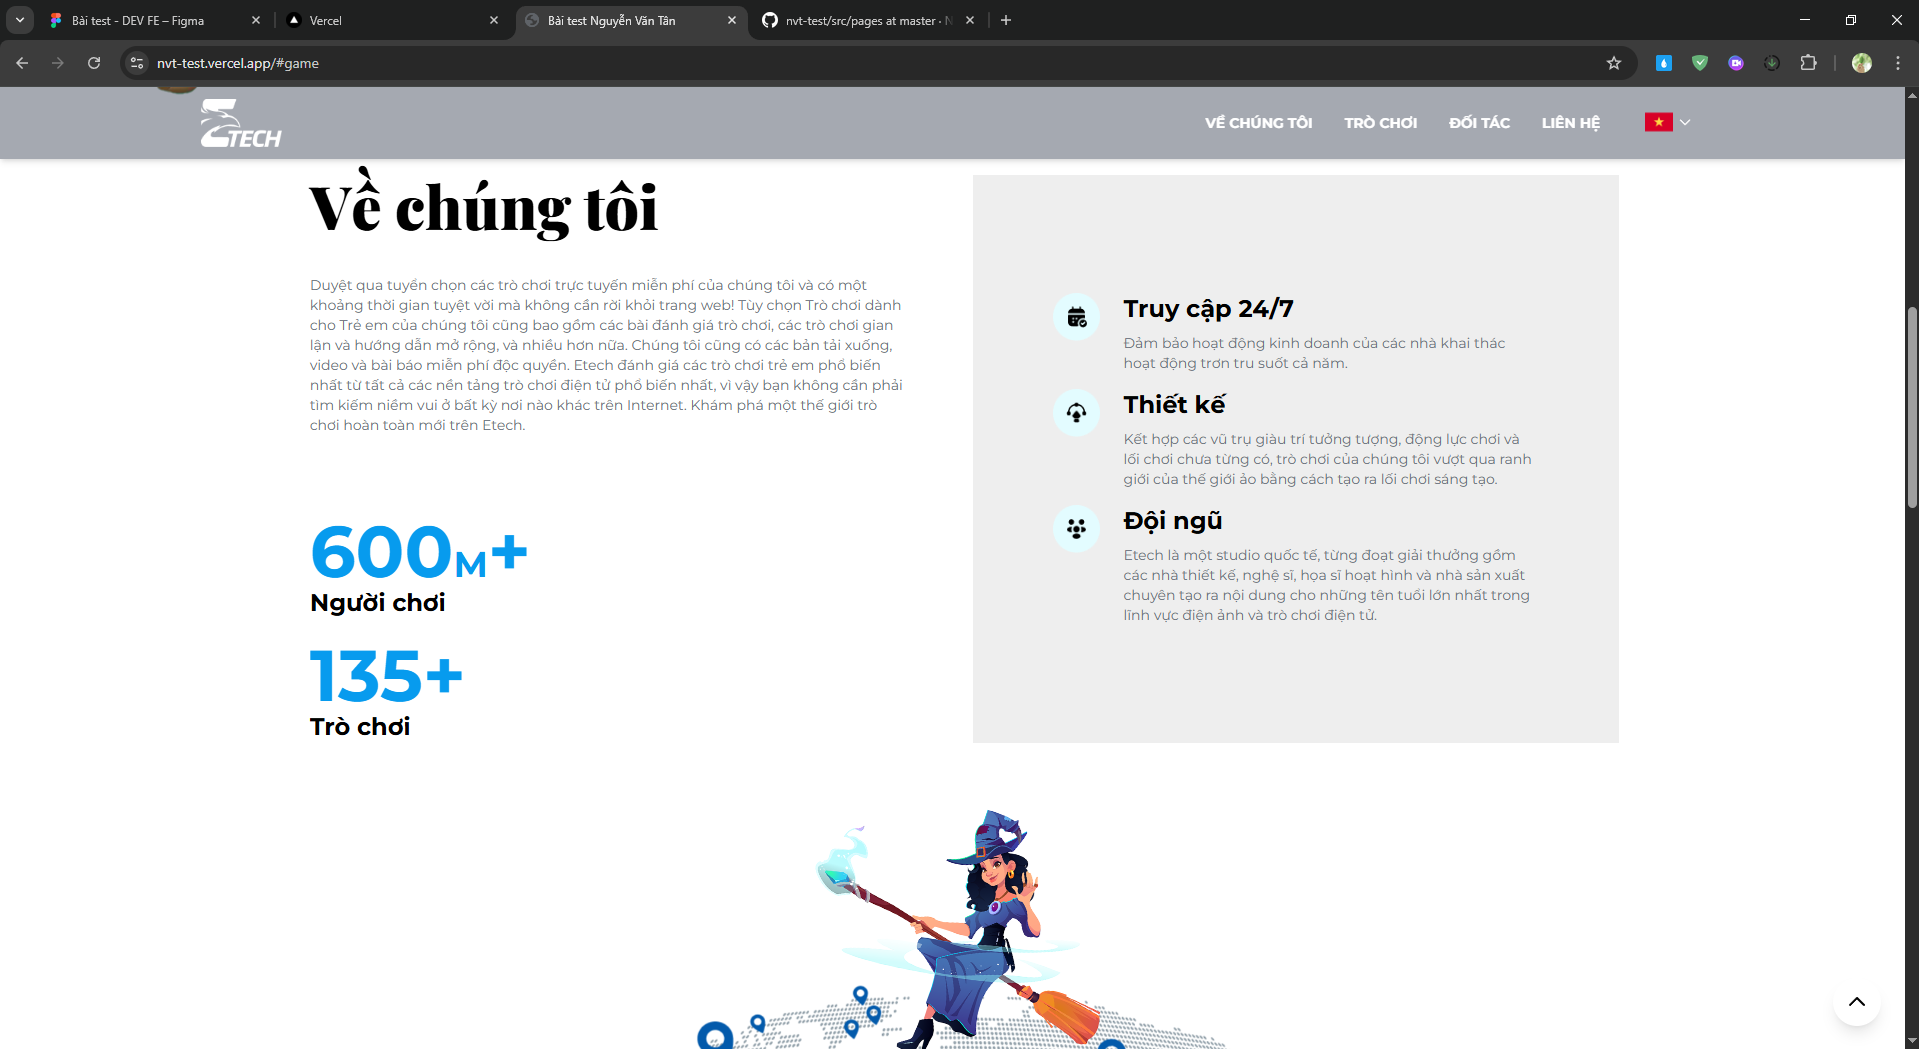 Bài test - DEV FE – Figma
Vercel
Bài test Nguyễn Văn Tân
nvt-test/src/pages at master · N
nvt-test.vercel.app/#game
ETECH
VỀ CHÚNG TÔI
TRÒ CHƠI
ĐỐI TÁC
LIÊN HỆ
Về chúng tôi
Duyệt qua tuyển chọn các trò chơi trực tuyến miễn phí của chúng tôi và có một
khoảng thời gian tuyệt vời mà không cần rời khỏi trang web! Tùy chọn Trò chơi dành
cho Trẻ em của chúng tôi cũng bao gồm các bài đánh giá trò chơi, các trò chơi gian
lận và hướng dẫn mở rộng, và nhiều hơn nữa. Chúng tôi cũng có các bản tải xuống,
video và bài báo miễn phí độc quyền. Etech đánh giá các trò chơi trẻ em phổ biến
nhất từ tất cả các nền tảng trò chơi điện tử phổ biến nhất, vì vậy bạn không cần phải
tìm kiếm niềm vui ở bất kỳ nơi nào khác trên Internet. Khám phá một thế giới trò
chơi hoàn toàn mới trên Etech.
600M+
Người chơi
135+
Trò chơi
Truy cập 24/7
Đảm bảo hoạt động kinh doanh của các nhà khai thác
hoạt động trơn tru suốt cả năm.
Thiết kế
Kết hợp các vũ trụ giàu trí tưởng tượng, động lực chơi và
lối chơi chưa từng có, trò chơi của chúng tôi vượt qua ranh
giới của thế giới ảo bằng cách tạo ra lối chơi sáng tạo.
Đội ngũ
Etech là một studio quốc tế, từng đoạt giải thưởng gồm
các nhà thiết kế, nghệ sĩ, họa sĩ hoạt hình và nhà sản xuất
chuyên tạo ra nội dung cho những tên tuổi lớn nhất trong
lĩnh vực điện ảnh và trò chơi điện tử.